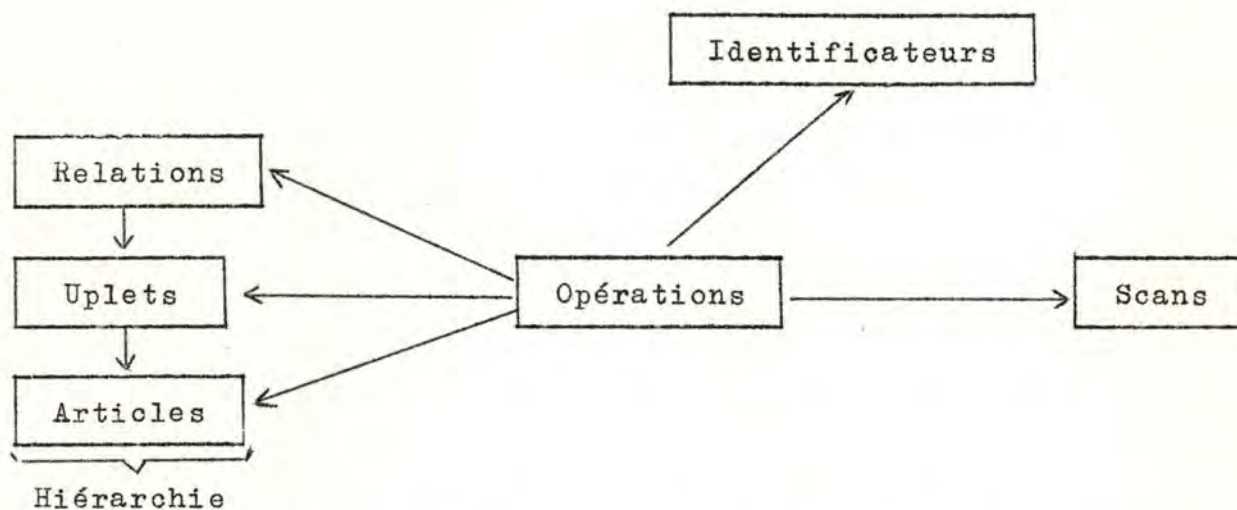 Identificateurs
Relations
Uplets
Opérations
Scans
Articles
Hiérarchie